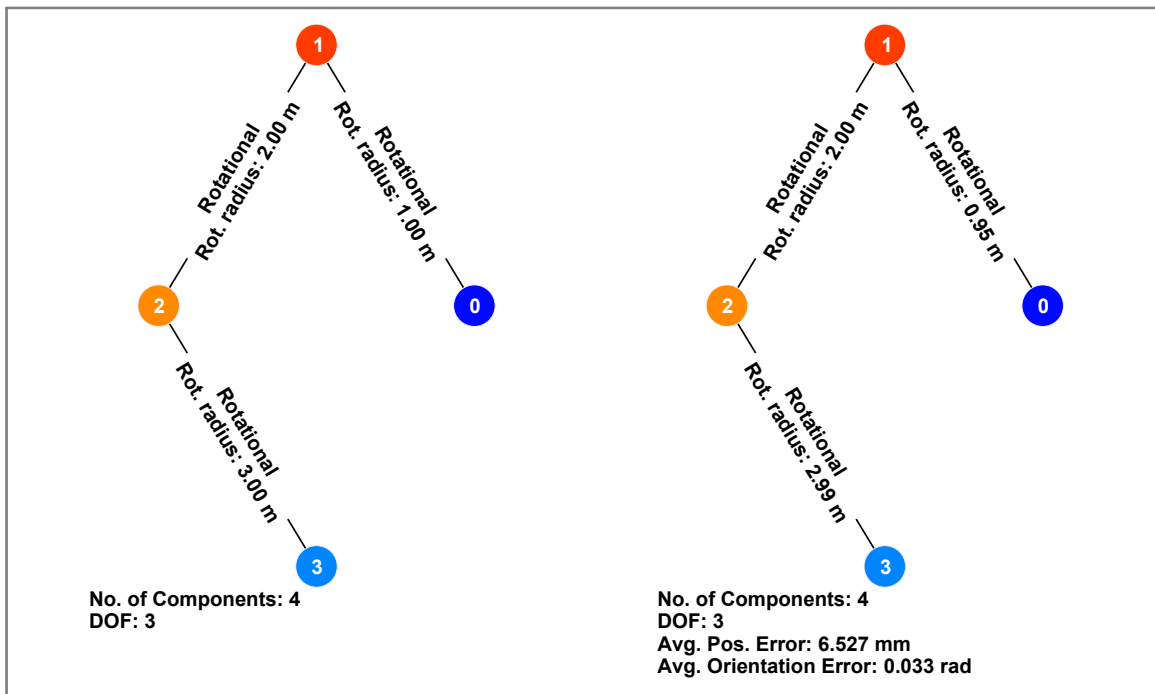 1
Rotational
Rot. radius: 2.00 m
Rotational
Rot. radius: 1.00 m
2
0
Rotational
Rot. radius: 3.00 m
3
No. of Components: 4
DOF: 3
1
Rotational
Rot. radius: 2.00 m
Rotational
Rot. radius: 0.95 m
2
0
Rotational
Rot. radius: 2.99 m
3
No. of Components: 4
DOF: 3
Avg. Pos. Error: 6.527 mm
Avg. Orientation Error: 0.033 rad